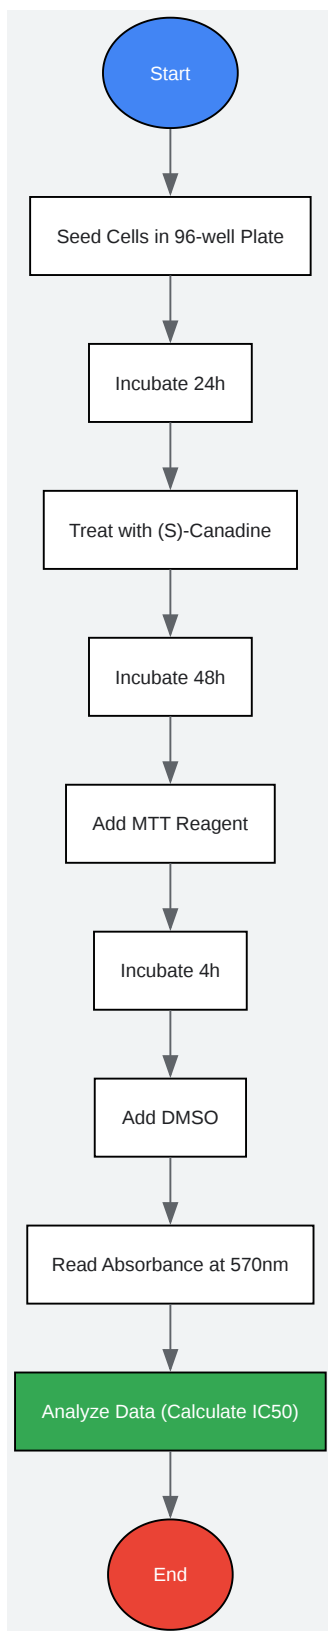 Start
Seed Cells in 96-well Plate
Incubate 24h
Treat with (S)-Canadine
Incubate 48h
Add MTT Reagent
Incubate 4h
Add DMSO
Read Absorbance at 570nm
Analyze Data (Calculate IC50)
End